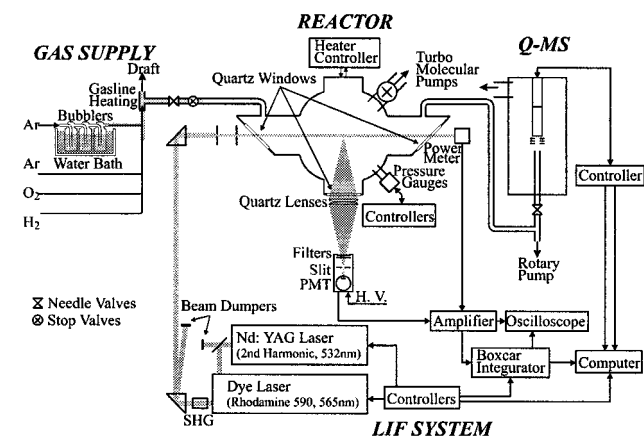 REACTOR
GAS SUPPLY
Q-MS
Heater
Controller
Draft
Turbo
Molecular
Pumps
Gasline
Heating
Quartz Windows
Bubblers
Ar
Water Bath
Ar
O2
H2
Power
Meter
Pressure
Gauges
Controller
Quartz Lenses
Controllers
Filters
Slit
PMT
H. V.
Rotary
Pump
Needle Valves
Stop Valves
Beam Dumpers
Amplifier
Oscilloscope
Nd: YAG Laser
(2nd Harmonic, 532nm)
Boxcar
Integurator
Computer
Dye Laser
(Rhodamine 590, 565nm)
Controllers
SHG
LIF SYSTEM